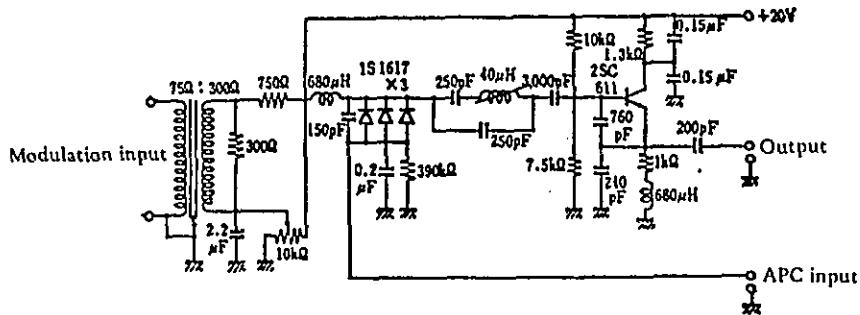 +20V
0.15μF
10kΩ
1.3kΩ
75Ω : 300Ω
750Ω
680μH
1S 1617
×3
250pF
40μH
3,000pF
2SC
611
0.15μF
150pF
760
pF
200pF
Modulation input
300Ω
250pF
Output
0.2
μF
390kΩ
7.5kΩ
210
pF
1kΩ
680μH
2.2
μF
10kΩ
APC input